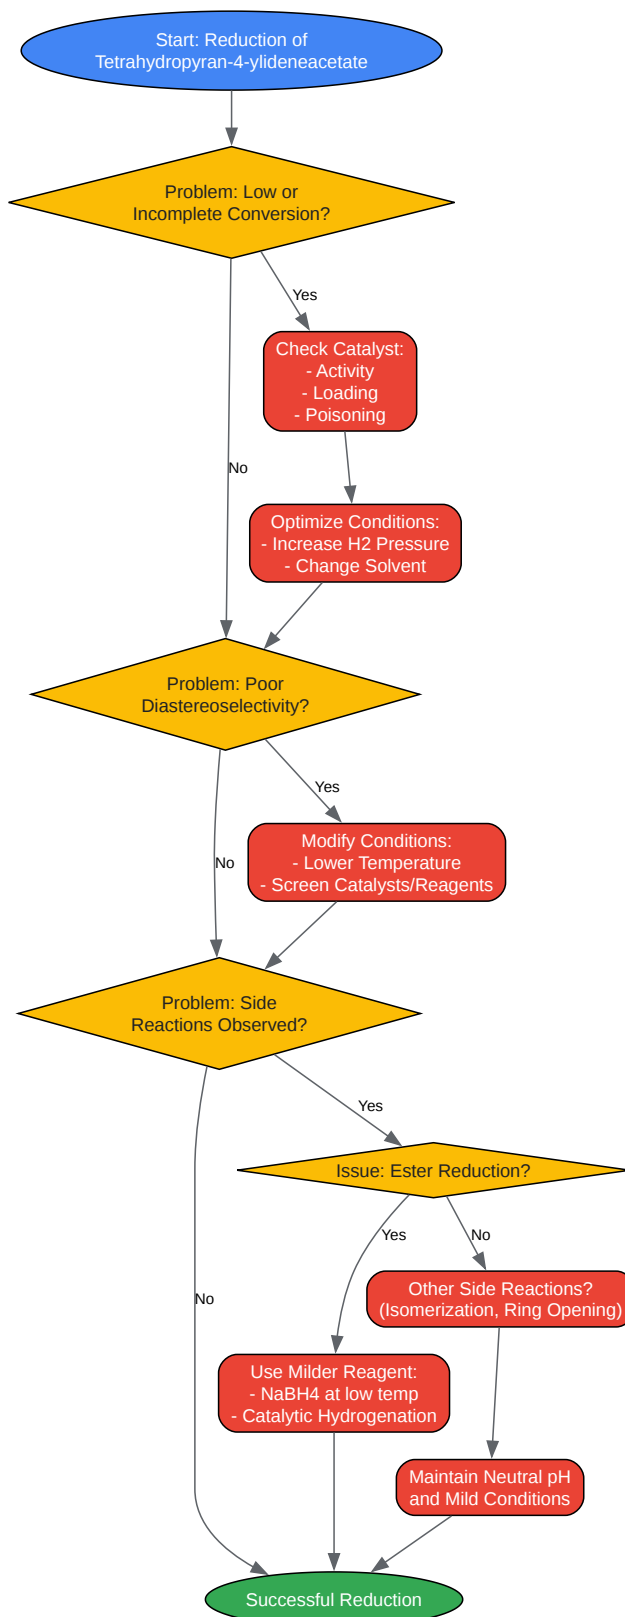 Start: Reduction of
Tetrahydropyran-4-ylideneacetate
Problem: Low or
Incomplete Conversion?
Yes
Check Catalyst:
- Activity
- Loading
- Poisoning
No
Optimize Conditions:
- Increase H2 Pressure
- Change Solvent
Problem: Poor
Diastereoselectivity?
Yes
Modify Conditions:
- Lower Temperature
- Screen Catalysts/Reagents
No
Problem: Side
Reactions Observed?
Yes
Issue: Ester Reduction?
Yes
No
Other Side Reactions?
(Isomerization, Ring Opening)
No
Use Milder Reagent:
- NaBH4 at low temp
- Catalytic Hydrogenation
Maintain Neutral pH
and Mild Conditions
Successful Reduction